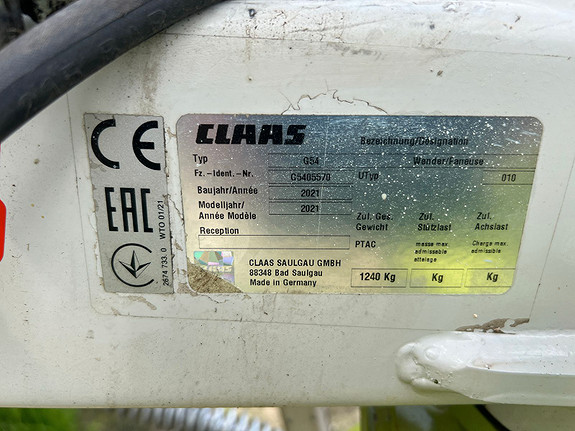 CE
EAC
WTO 01/21
2674 733. 0
CLAAS
Bezeichnung/Désignation
Typ G54 Wender/Faneuse
Fz.-Ident.-Nr. G5405570 UTyp 010
Baujahr/Année 2021
Modelljahr/
Année Modèle 2021
Reception
Zul. Ges.
Gewicht
PTAC
1240 Kg
Zul.
Stützlast
masse max.
admissible
attelage
Kg
Zul.
Achslast
Charge max.
admissible
Kg
CLAAS SAULGAU GMBH
88348 Bad Saulgau
Made in Germany